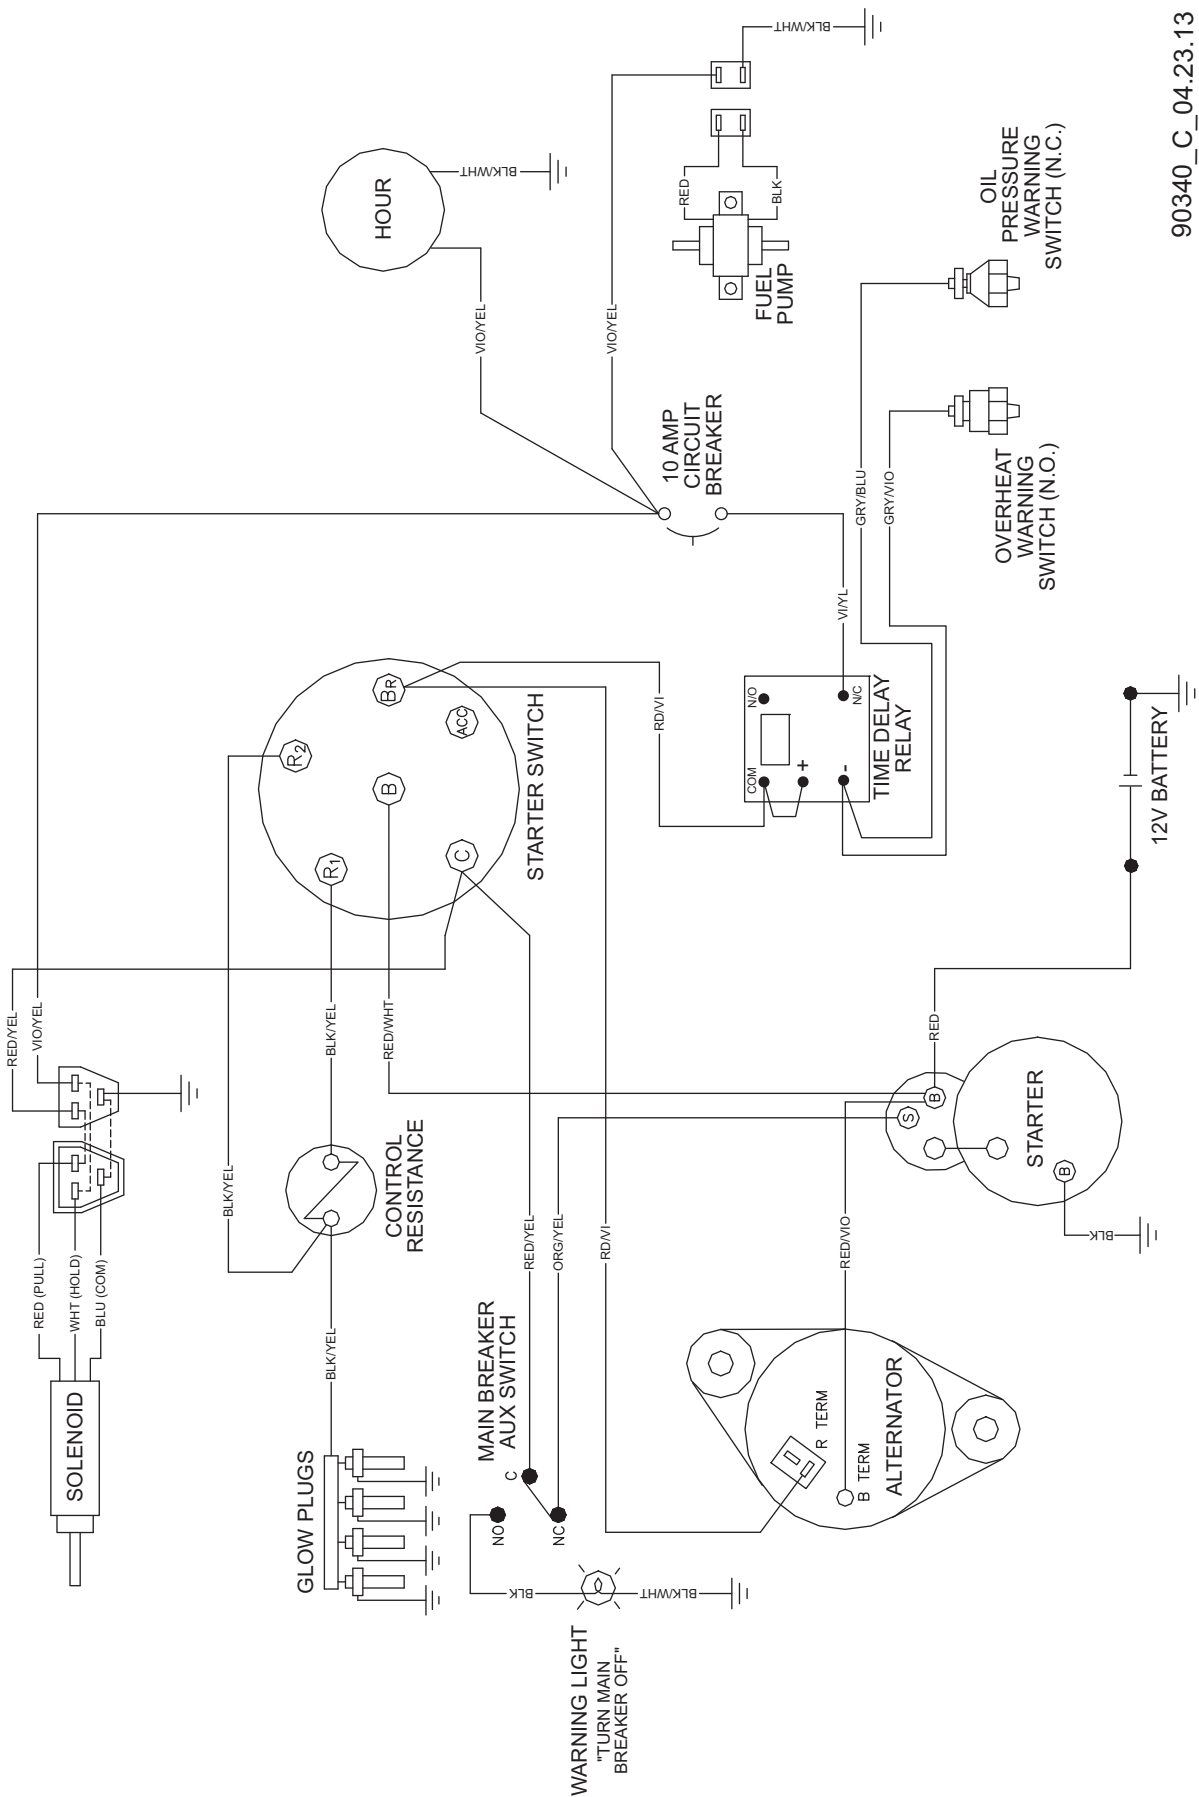 SOLENOID
RED (PULL)
WHT (HOLD)
BLU (COM)
RED/YEL
VIO/YEL
GLOW PLUGS
BLK/YEL
BLK/YEL
CONTROL
RESISTANCE
BLK/YEL
RED/WHT
R1
R2
B
BR
C
ACC
STARTER SWITCH
HOUR
BLK/WHT
VIO/YEL
VIO/YEL
BLK/WHT
RED
BLK
FUEL
PUMP
10 AMP
CIRCUIT
BREAKER
WARNING LIGHT
"TURN MAIN
BREAKER OFF"
BLK
BLK/WHT
MAIN BREAKER
AUX SWITCH
NO
C
NC
RED/YEL
ORG/YEL
RD/VI
RD/VI
COM
N/O
+
-
N/C
TIME DELAY
RELAY
VI/YL
GRY/BLU
GRY/VIO
OVERHEAT
WARNING
SWITCH (N.O.)
OIL
PRESSURE
WARNING
SWITCH (N.C.)
R TERM
B TERM
ALTERNATOR
RED/VIO
S
B
RED
STARTER
B
BLK
12V BATTERY
90340_C_04.23.13